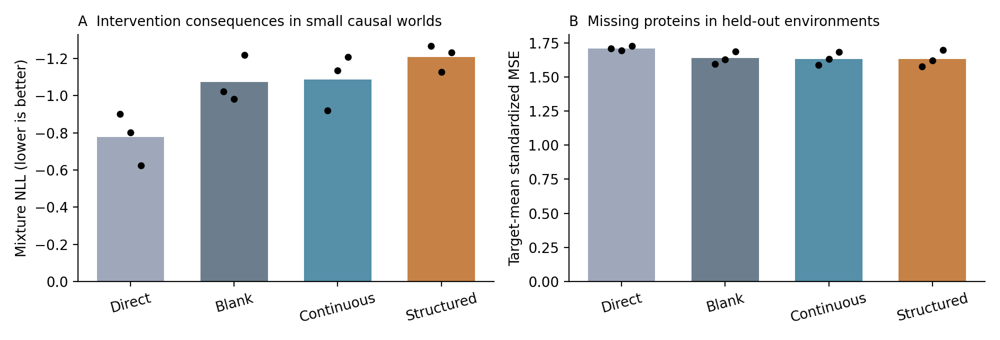 A  Intervention consequences in small causal worlds
Mixture NLL (lower is better)
−1.2
−1.0
−0.8
−0.6
−0.4
−0.2
0.0
Direct
Blank
Continuous
Structured
B  Missing proteins in held-out environments
Target-mean standardized MSE
1.75
1.50
1.25
1.00
0.75
0.50
0.25
0.00
Direct
Blank
Continuous
Structured